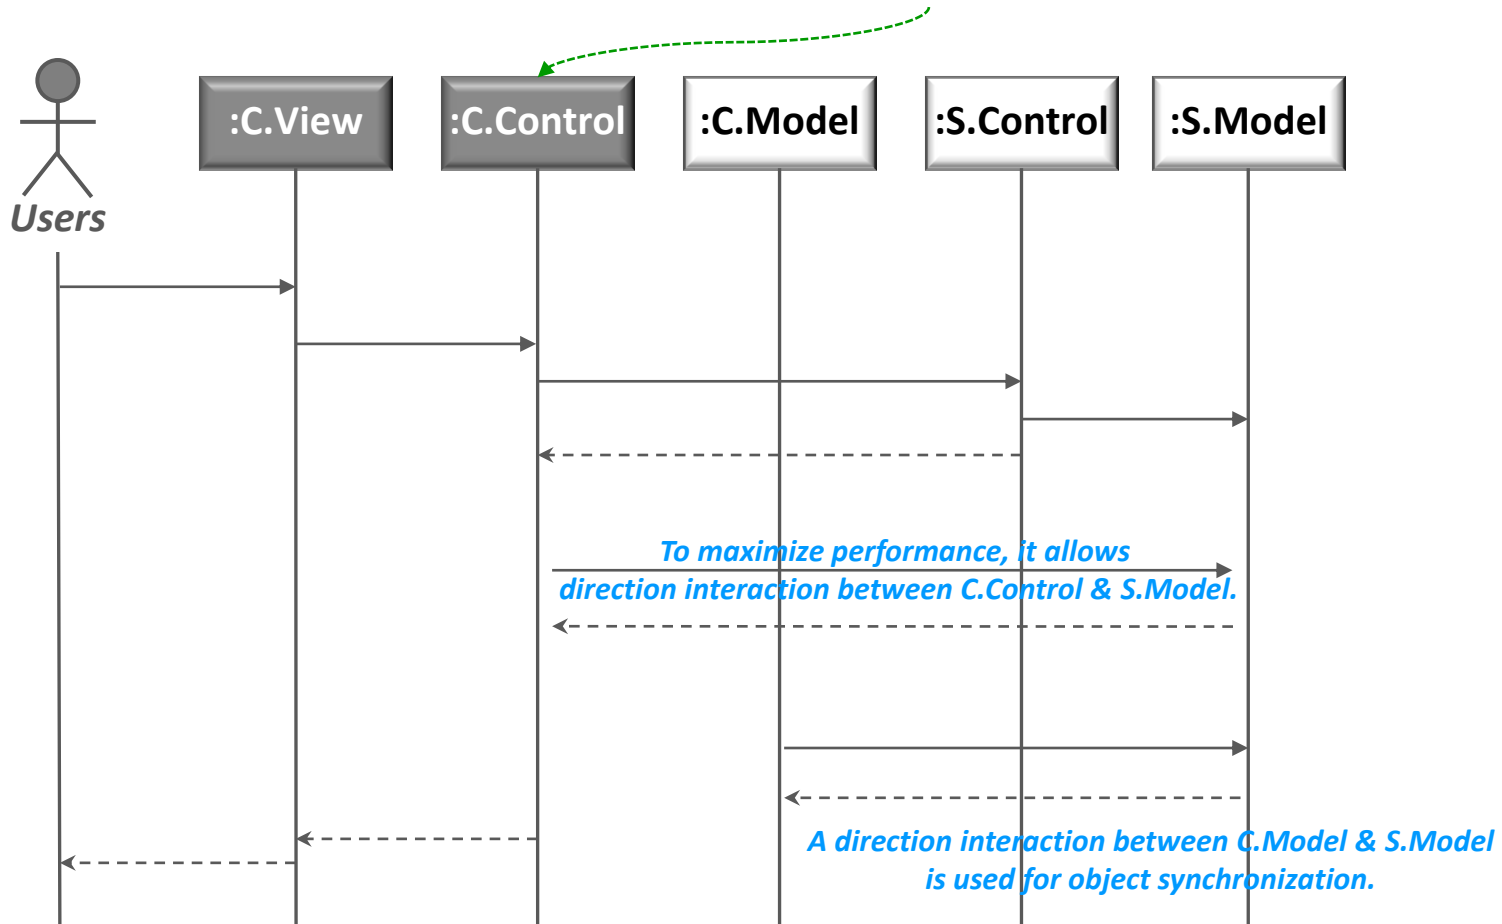 :C.View
:C.Control
:C.Model
:S.Control
:S.Model
Users
To maximize performance, it allows
direction interaction between C.Control & S.Model.
A direction interaction between C.Model & S.Model
is used for object synchronization.